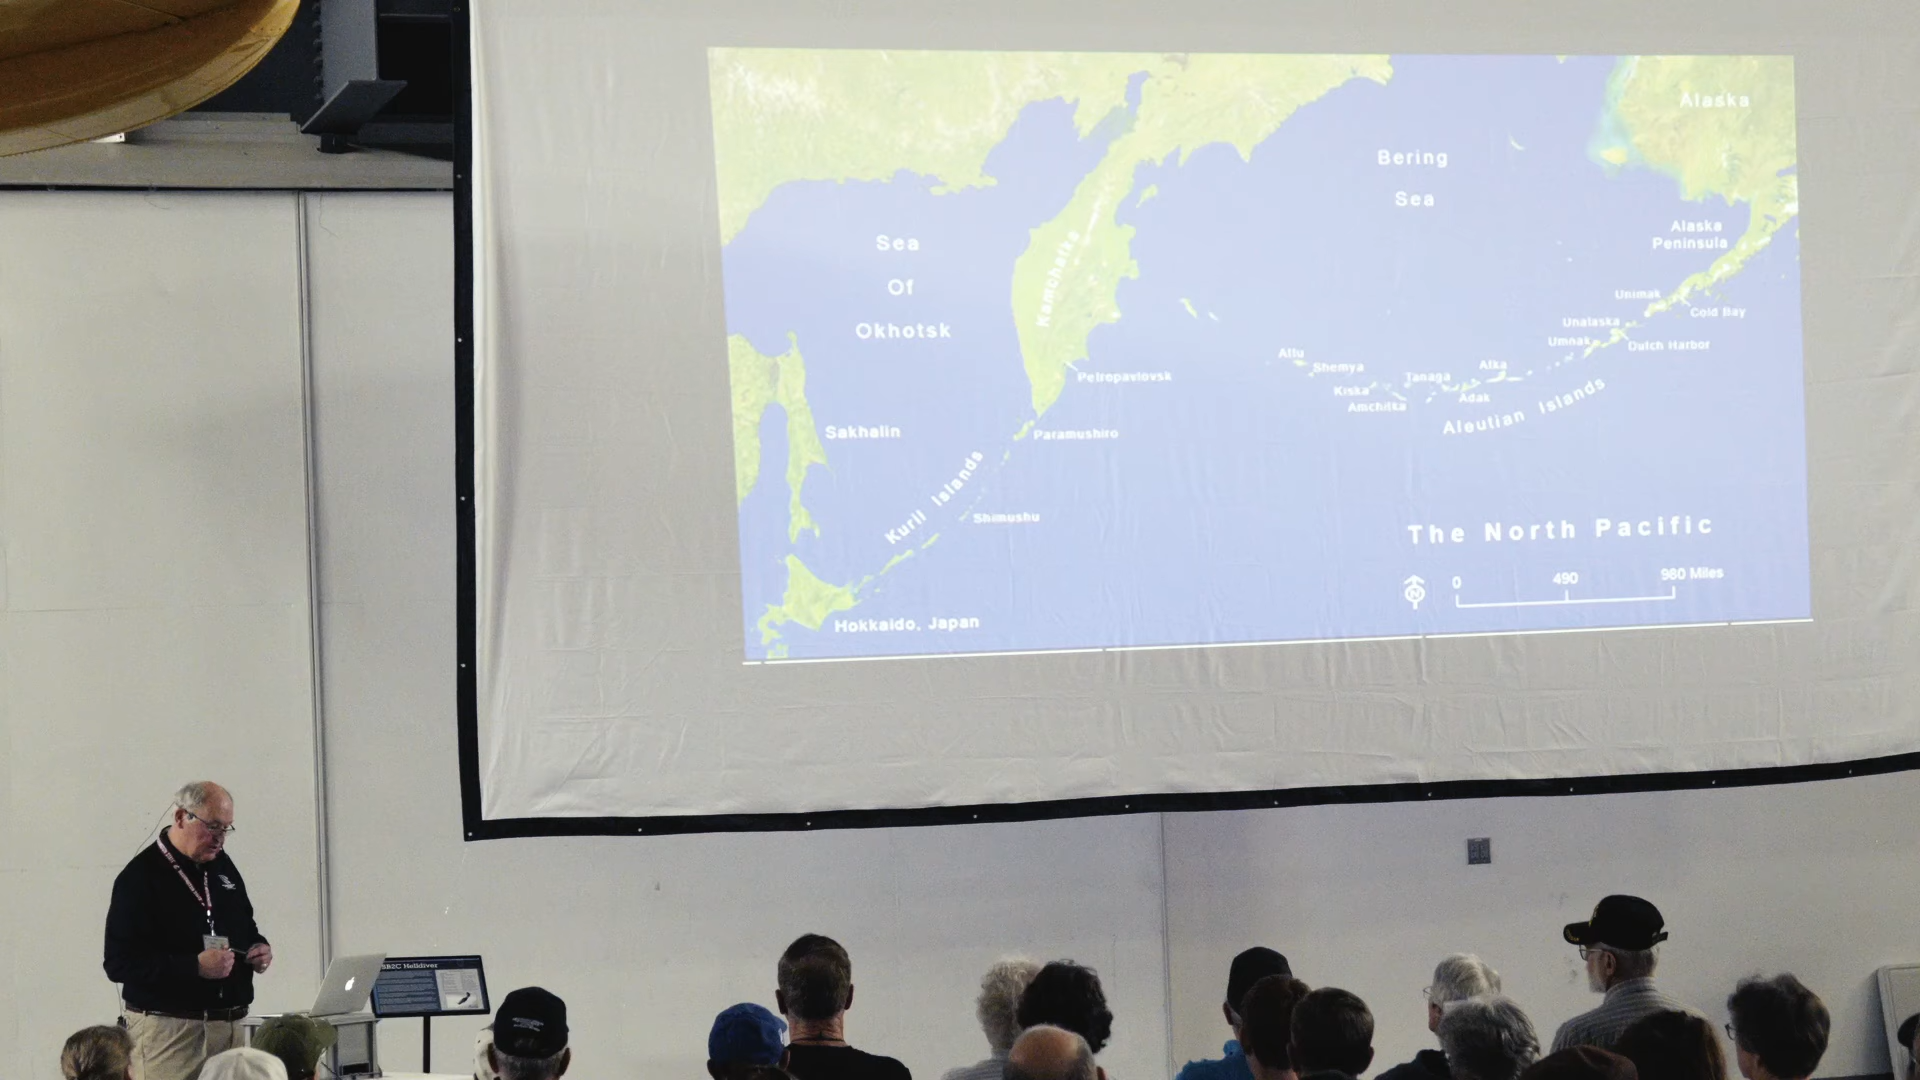 Alaska
Bering
Sea
Alaska
Peninsula
Sea
Of
Okhotsk
Kamchatka
Unimak
Cold Bay
Unalaska
Umnak
Dutch Harbor
Attu
Shemya
Kiska
Amchitka
Tanaga
Atka
Adak
Aleutian Islands
Petropavlovsk
Sakhalin
Paramushiro
Kuril Islands
Shimushu
The North Pacific
N
0 490 980 Miles
Hokkaido, Japan
SB2C Helldiver